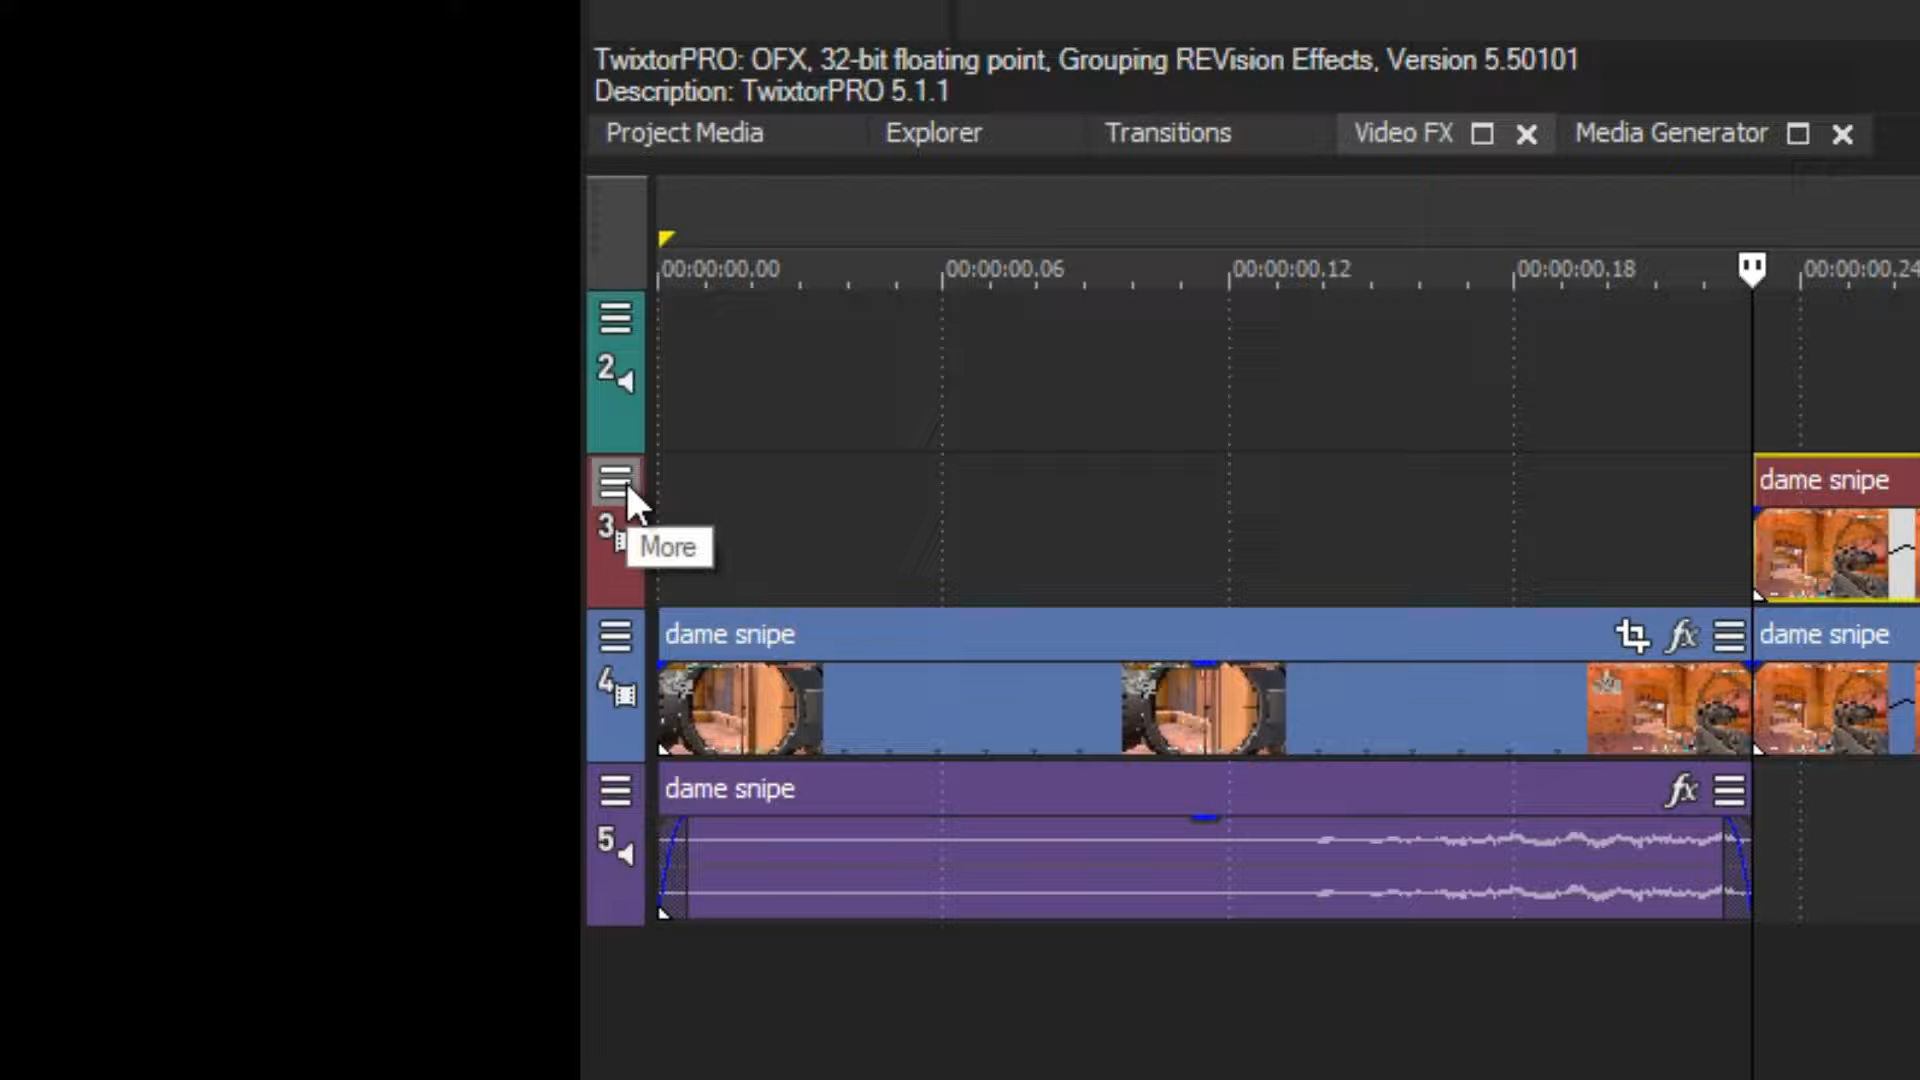 TwixtorPRO: OFX, 32-bit floating point, Grouping REVision Effects, Version 5.50101
Description: TwixtorPRO 5.1.1
Project Media Explorer Transitions Video FX Media Generator
00:00:00.00 00:00:00.06 00:00:00.12 00:00:00.18 00:00:00.24
2
dame snipe
3
More
dame snipe fx dame snipe
4
dame snipe fx
5